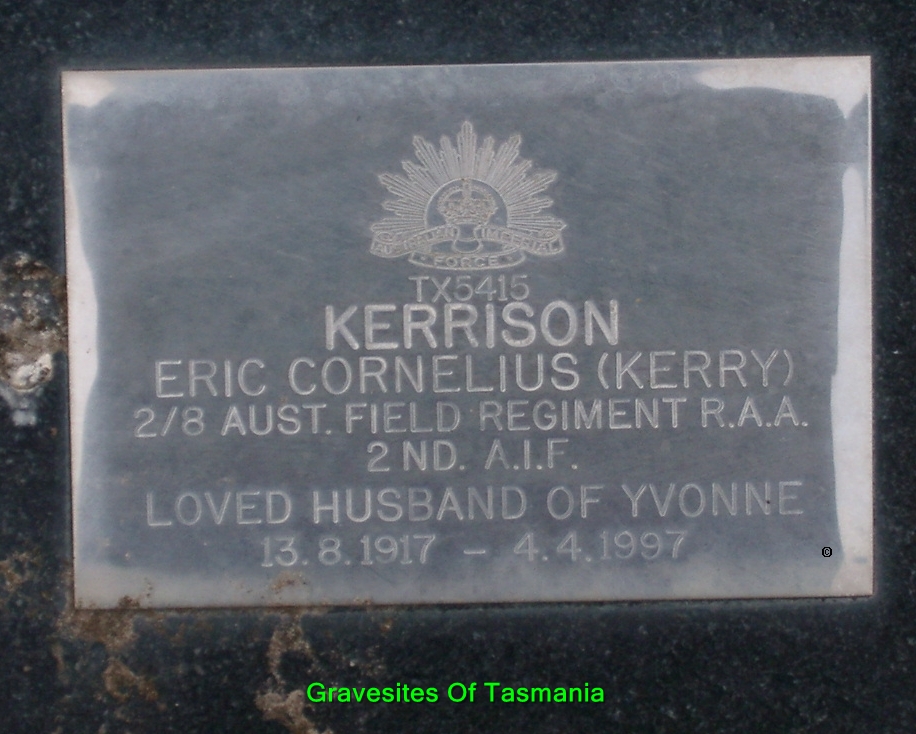 AUSTRALIAN IMPERIAL
FORCE
TX5415
KERRISON
ERIC CORNELIUS (KERRY)
2/8 AUST. FIELD REGIMENT R.A.A.
2 ND. A.I.F.
LOVED HUSBAND OF YVONNE
13.8.1917 – 4.4.1997
©
Gravesites Of Tasmania